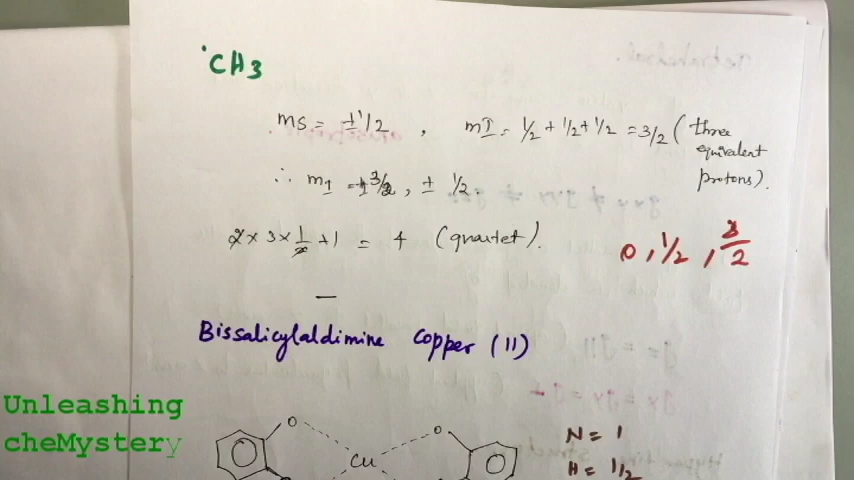 •CH3
ms = ±1/2 , mI = 1/2 + 1/2 + 1/2 = 3/2 ( three equivalent protons).
∴ mI = ±3/2, ± 1/2.
2 x 3 x 1/2 + 1 = 4 (quartet).
0, 1/2, 3/2
Bissalicylaldimine Copper (II)
Unleashing
cheMystery
O
O
Cu
N = 1
H = 1/2